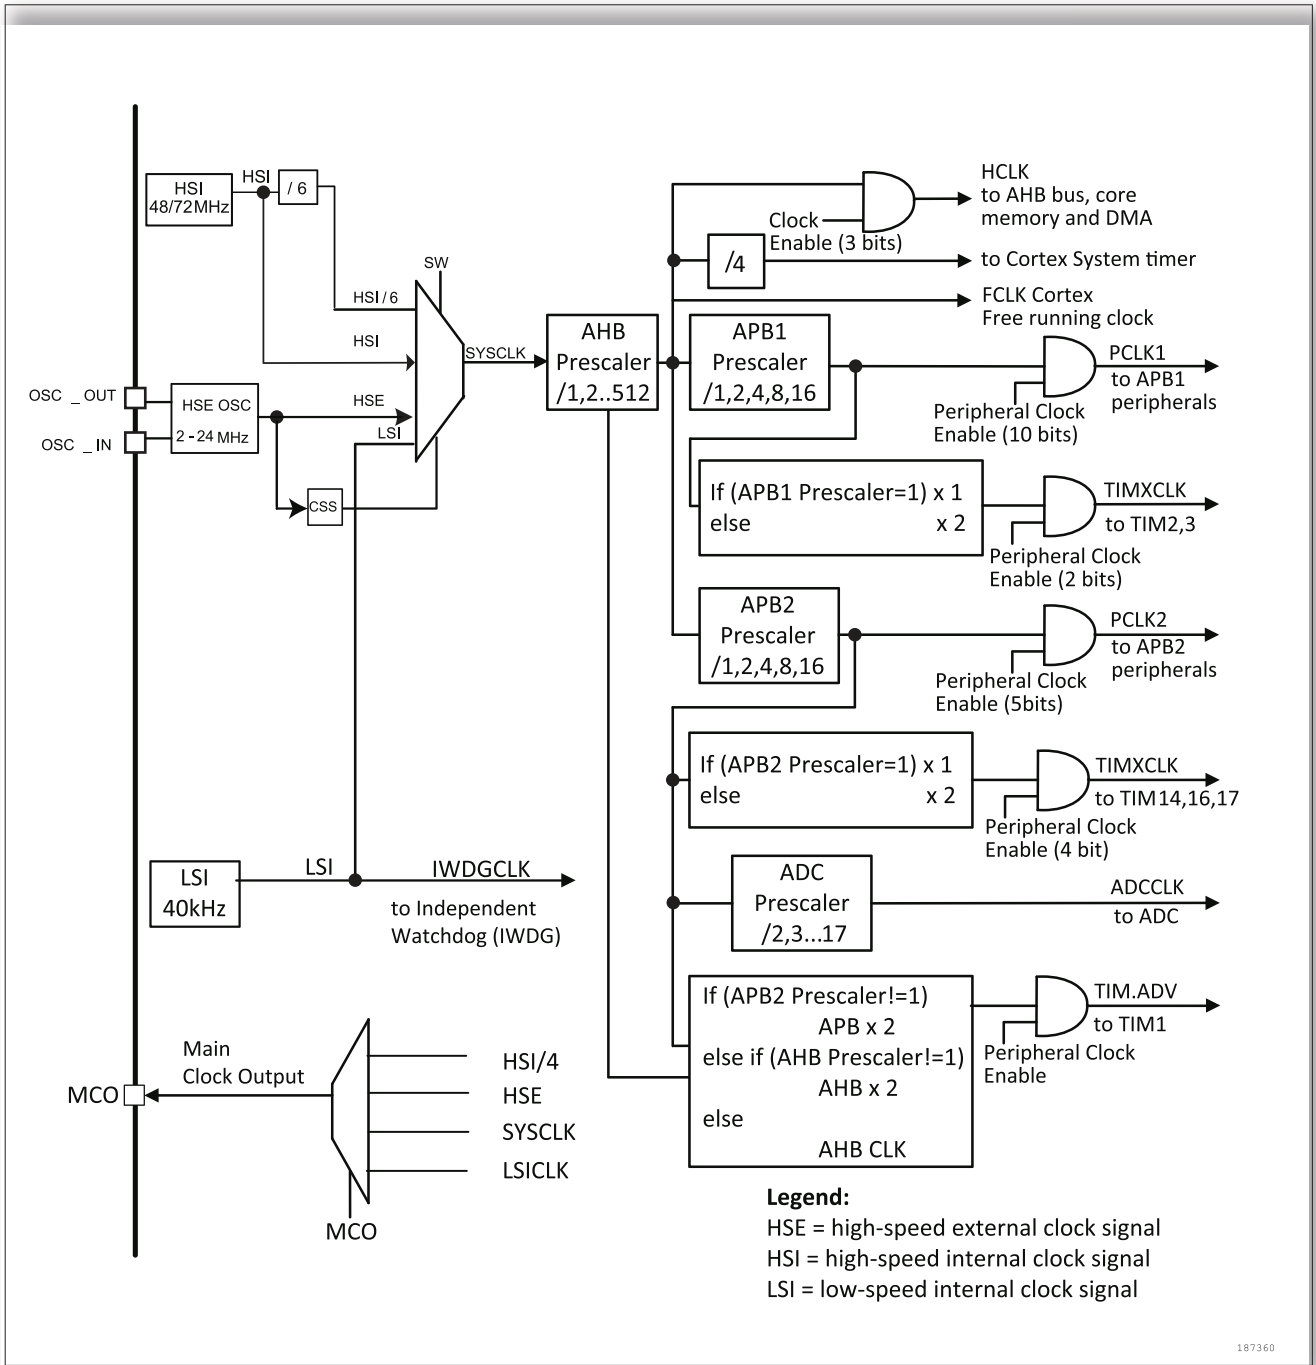 HSI
48/72MHz
HSI
/ 6
HSI / 6
HSI
HSE
LSI
SW
SYSCLK
OSC _ OUT
OSC _ IN
HSE OSC
2 - 24 MHz
CSS
AHB
Prescaler
/1,2..512
Clock
Enable (3 bits)
HCLK
to AHB bus, core
memory and DMA
/4
to Cortex System timer
FCLK Cortex
Free running clock
APB1
Prescaler
/1,2,4,8,16
Peripheral Clock
Enable (10 bits)
PCLK1
to APB1
peripherals
If (APB1 Prescaler=1) x 1
else x 2
Peripheral Clock
Enable (2 bits)
TIMXCLK
to TIM2,3
APB2
Prescaler
/1,2,4,8,16
Peripheral Clock
Enable (5bits)
PCLK2
to APB2
peripherals
If (APB2 Prescaler=1) x 1
else x 2
Peripheral Clock
Enable (4 bit)
TIMXCLK
to TIM14,16,17
LSI
40kHz
LSI
IWDGCLK
to Independent
Watchdog (IWDG)
ADC
Prescaler
/2,3...17
ADCCLK
to ADC
If (APB2 Prescaler!=1)
APB x 2
else if (AHB Prescaler!=1)
AHB x 2
else
AHB CLK
Peripheral Clock
Enable
TIM.ADV
to TIM1
MCO
Main
Clock Output
HSI/4
HSE
SYSCLK
LSICLK
MCO
Legend:
HSE = high-speed external clock signal
HSI = high-speed internal clock signal
LSI = low-speed internal clock signal
187360